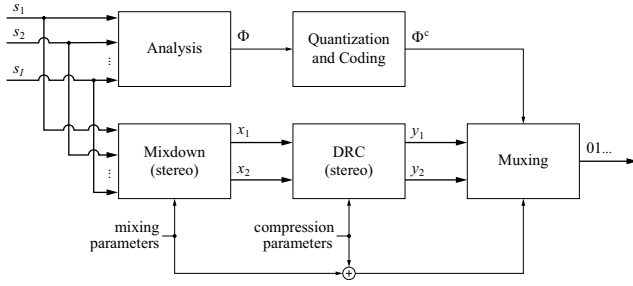 s1
s2
⋮
sI
Analysis
Φ
Quantization
and Coding
Φc
⋮
Mixdown
(stereo)
x1
x2
DRC
(stereo)
y1
y2
Muxing
01...
mixing
parameters
compression
parameters
+